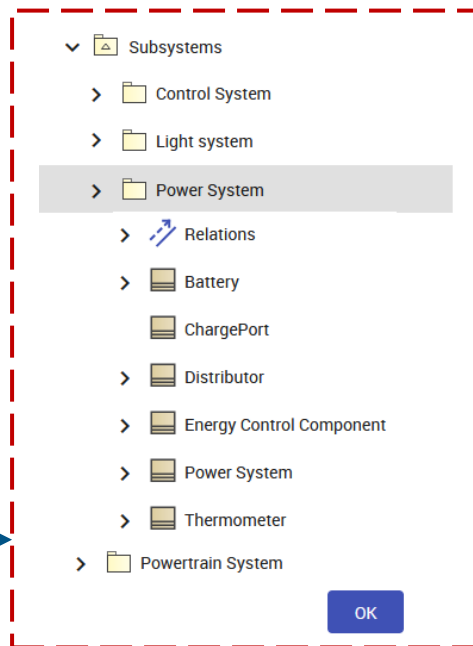 Subsystems
Control System
Light system
Power System
Relations
Battery
ChargePort
Distributor
Energy Control Component
Power System
Thermometer
Powertrain System
OK